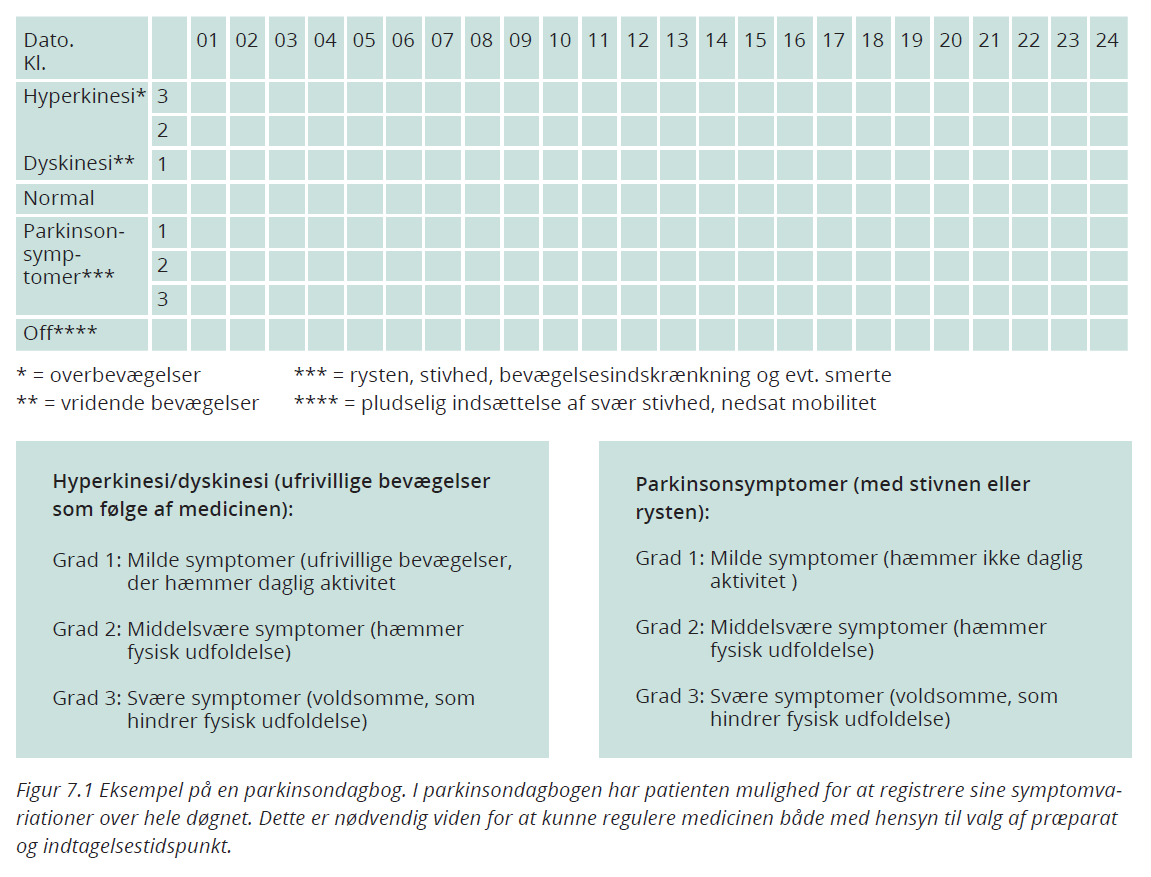 Dato. 01 02 03 04 05 06 07 08 09 10 11 12 13 14 15 16 17 18 19 20 21 22 23 24
Kl.
Hyperkinesi* 3
2
Dyskinesi** 1
Normal
Parkinson- 1
symp- 2
tomer***
3
Off****
* = overbevægelser
** = vridende bevægelser
*** = rysten, stivhed, bevægelsesindskrænkning og evt. smerte
**** = pludselig indsættelse af svær stivhed, nedsat mobilitet
Hyperkinesi/dyskinesi (ufrivillige bevægelser
som følge af medicinen):
Grad 1: Milde symptomer (ufrivillige bevægelser,
der hæmmer daglig aktivitet
Grad 2: Middelsvære symptomer (hæmmer
fysisk udfoldelse)
Grad 3: Svære symptomer (voldsomme, som
hindrer fysisk udfoldelse)
Parkinsonsymptomer (med stivnen eller
rysten):
Grad 1: Milde symptomer (hæmmer ikke daglig
aktivitet )
Grad 2: Middelsvære symptomer (hæmmer
fysisk udfoldelse)
Grad 3: Svære symptomer (voldsomme, som
hindrer fysisk udfoldelse)
Figur 7.1 Eksempel på en parkinsondagbog. I parkinsondagbogen har patienten mulighed for at registrere sine symptomva-
riationer over hele døgnet. Dette er nødvendig viden for at kunne regulere medicinen både med hensyn til valg af præparat
og indtagelsestidspunkt.